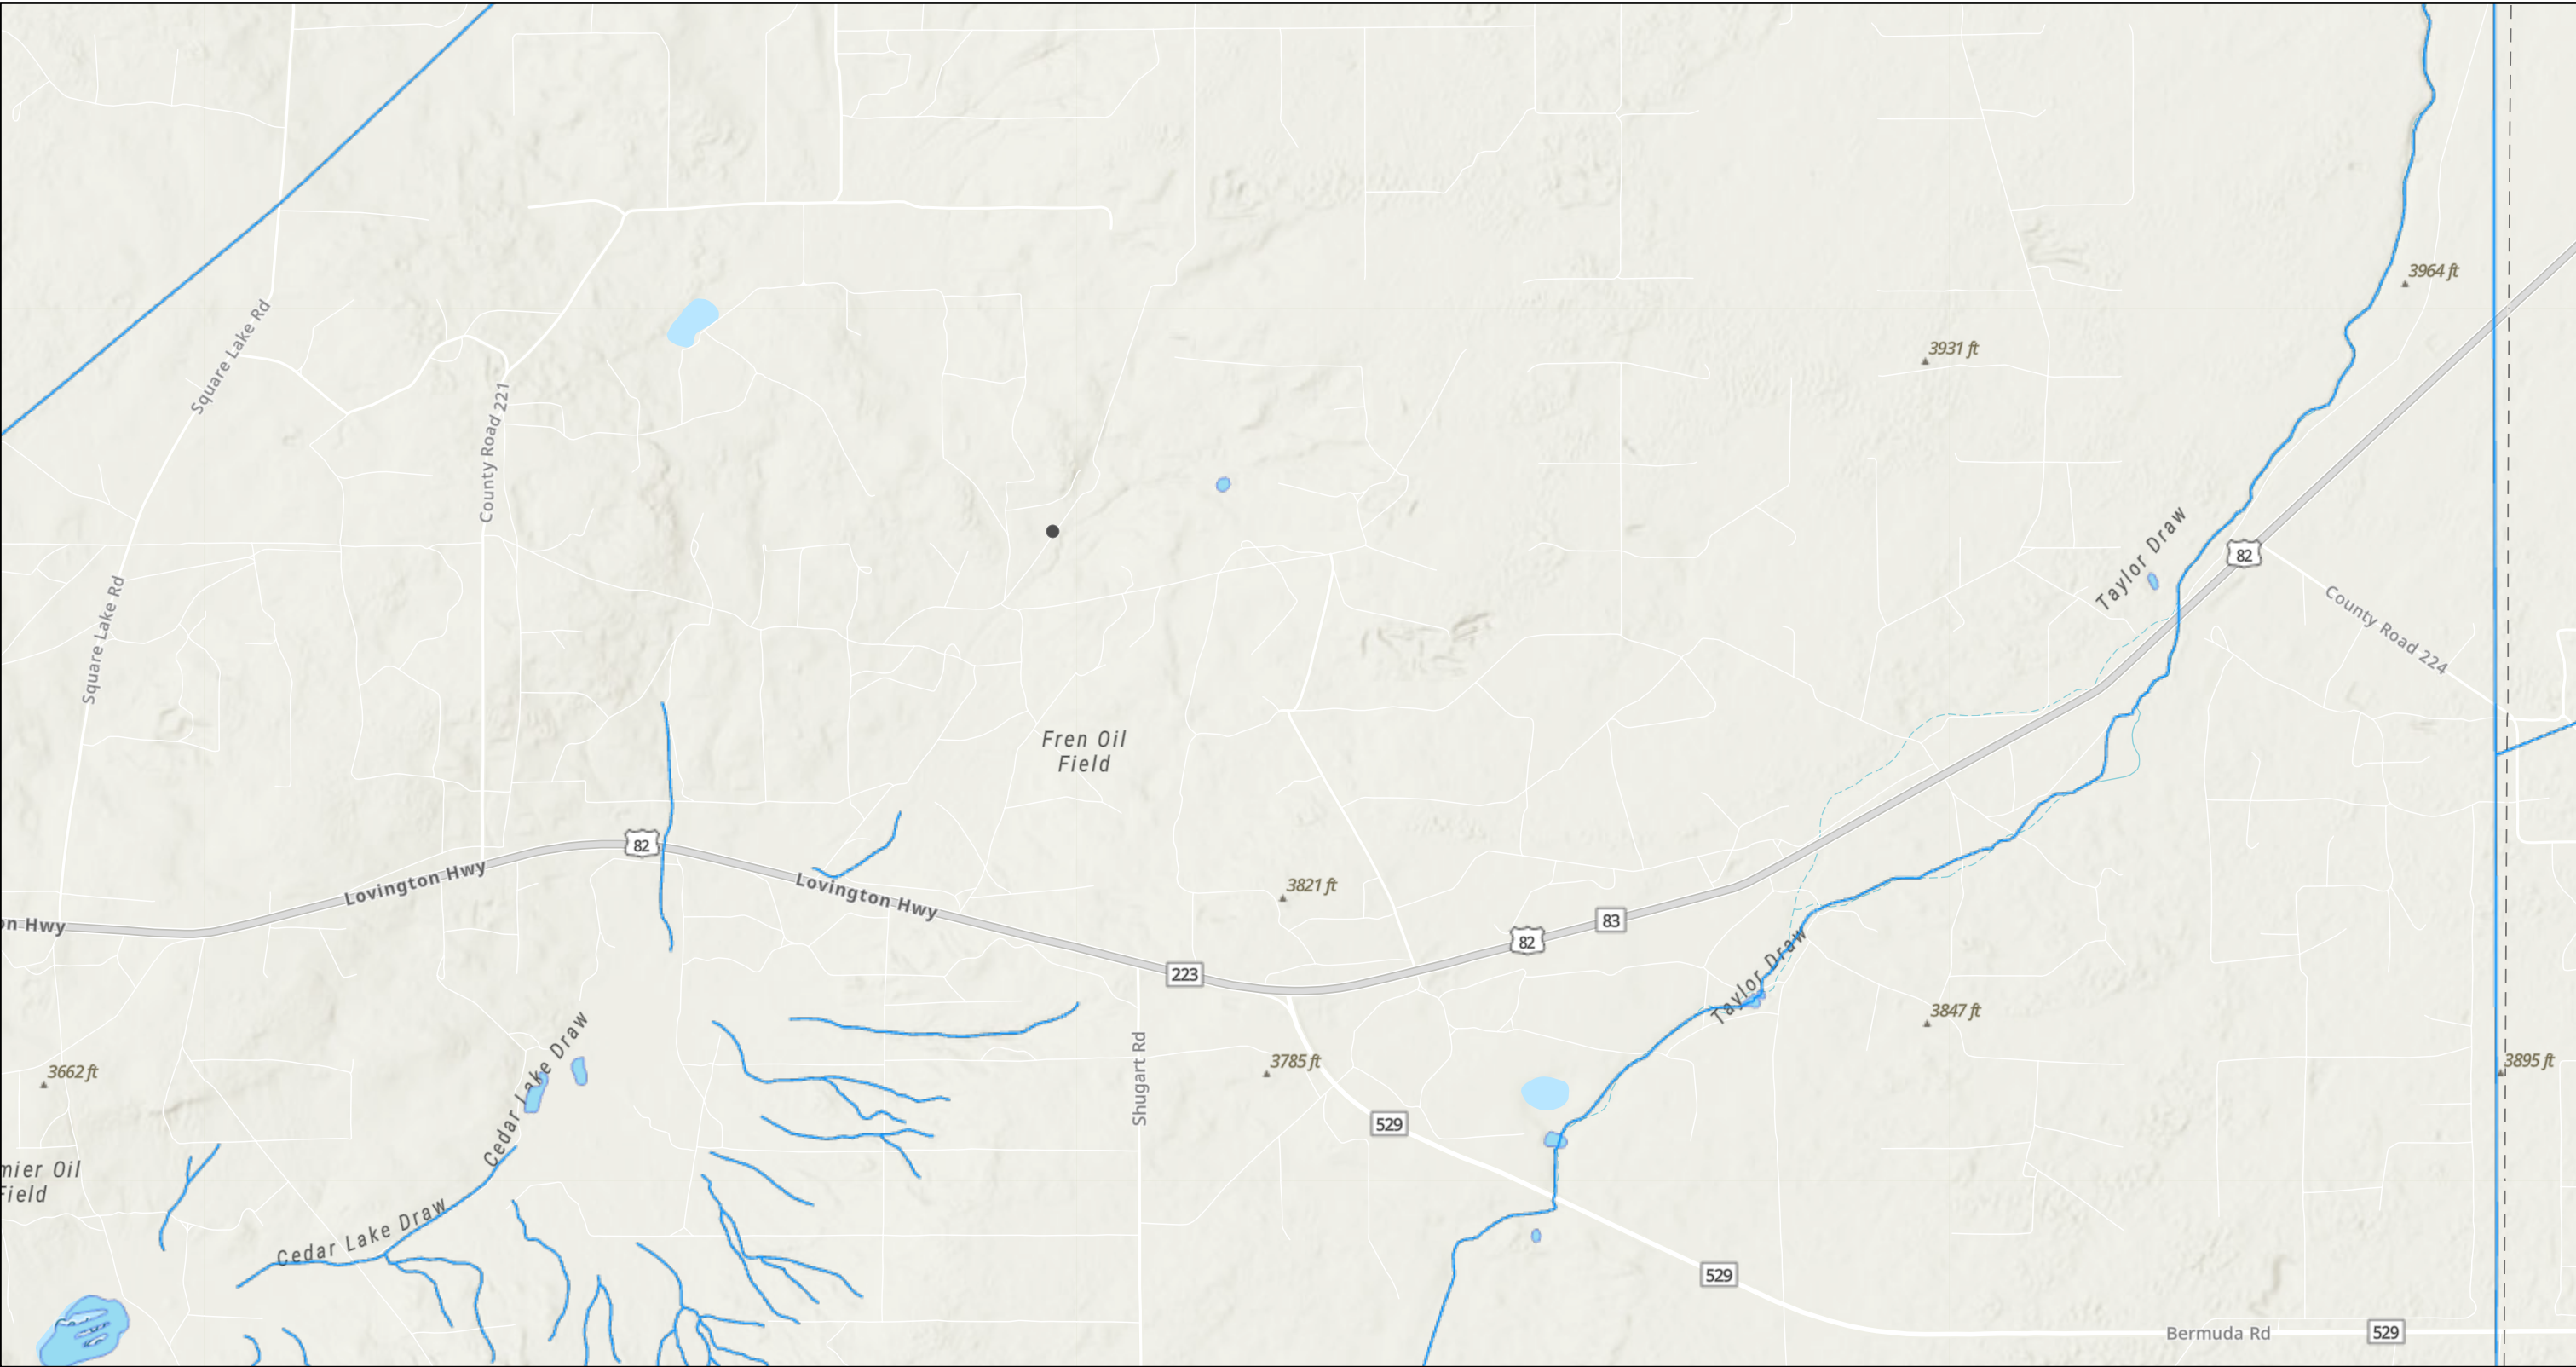 3964 ft
Square Lake Rd
3931 ft
County Road 221
Taylor Draw
82
County Road 224
Square Lake Rd
Fren Oil
Field
82
Lovington Hwy
Lovington Hwy
3821 ft
on Hwy
83
82
Taylor Draw
223
3847 ft
Cedar Lake Draw
Shugart Rd
3785 ft
3895 ft
3662 ft
529
mier Oil
Field
Cedar Lake Draw
529
Bermuda Rd
529